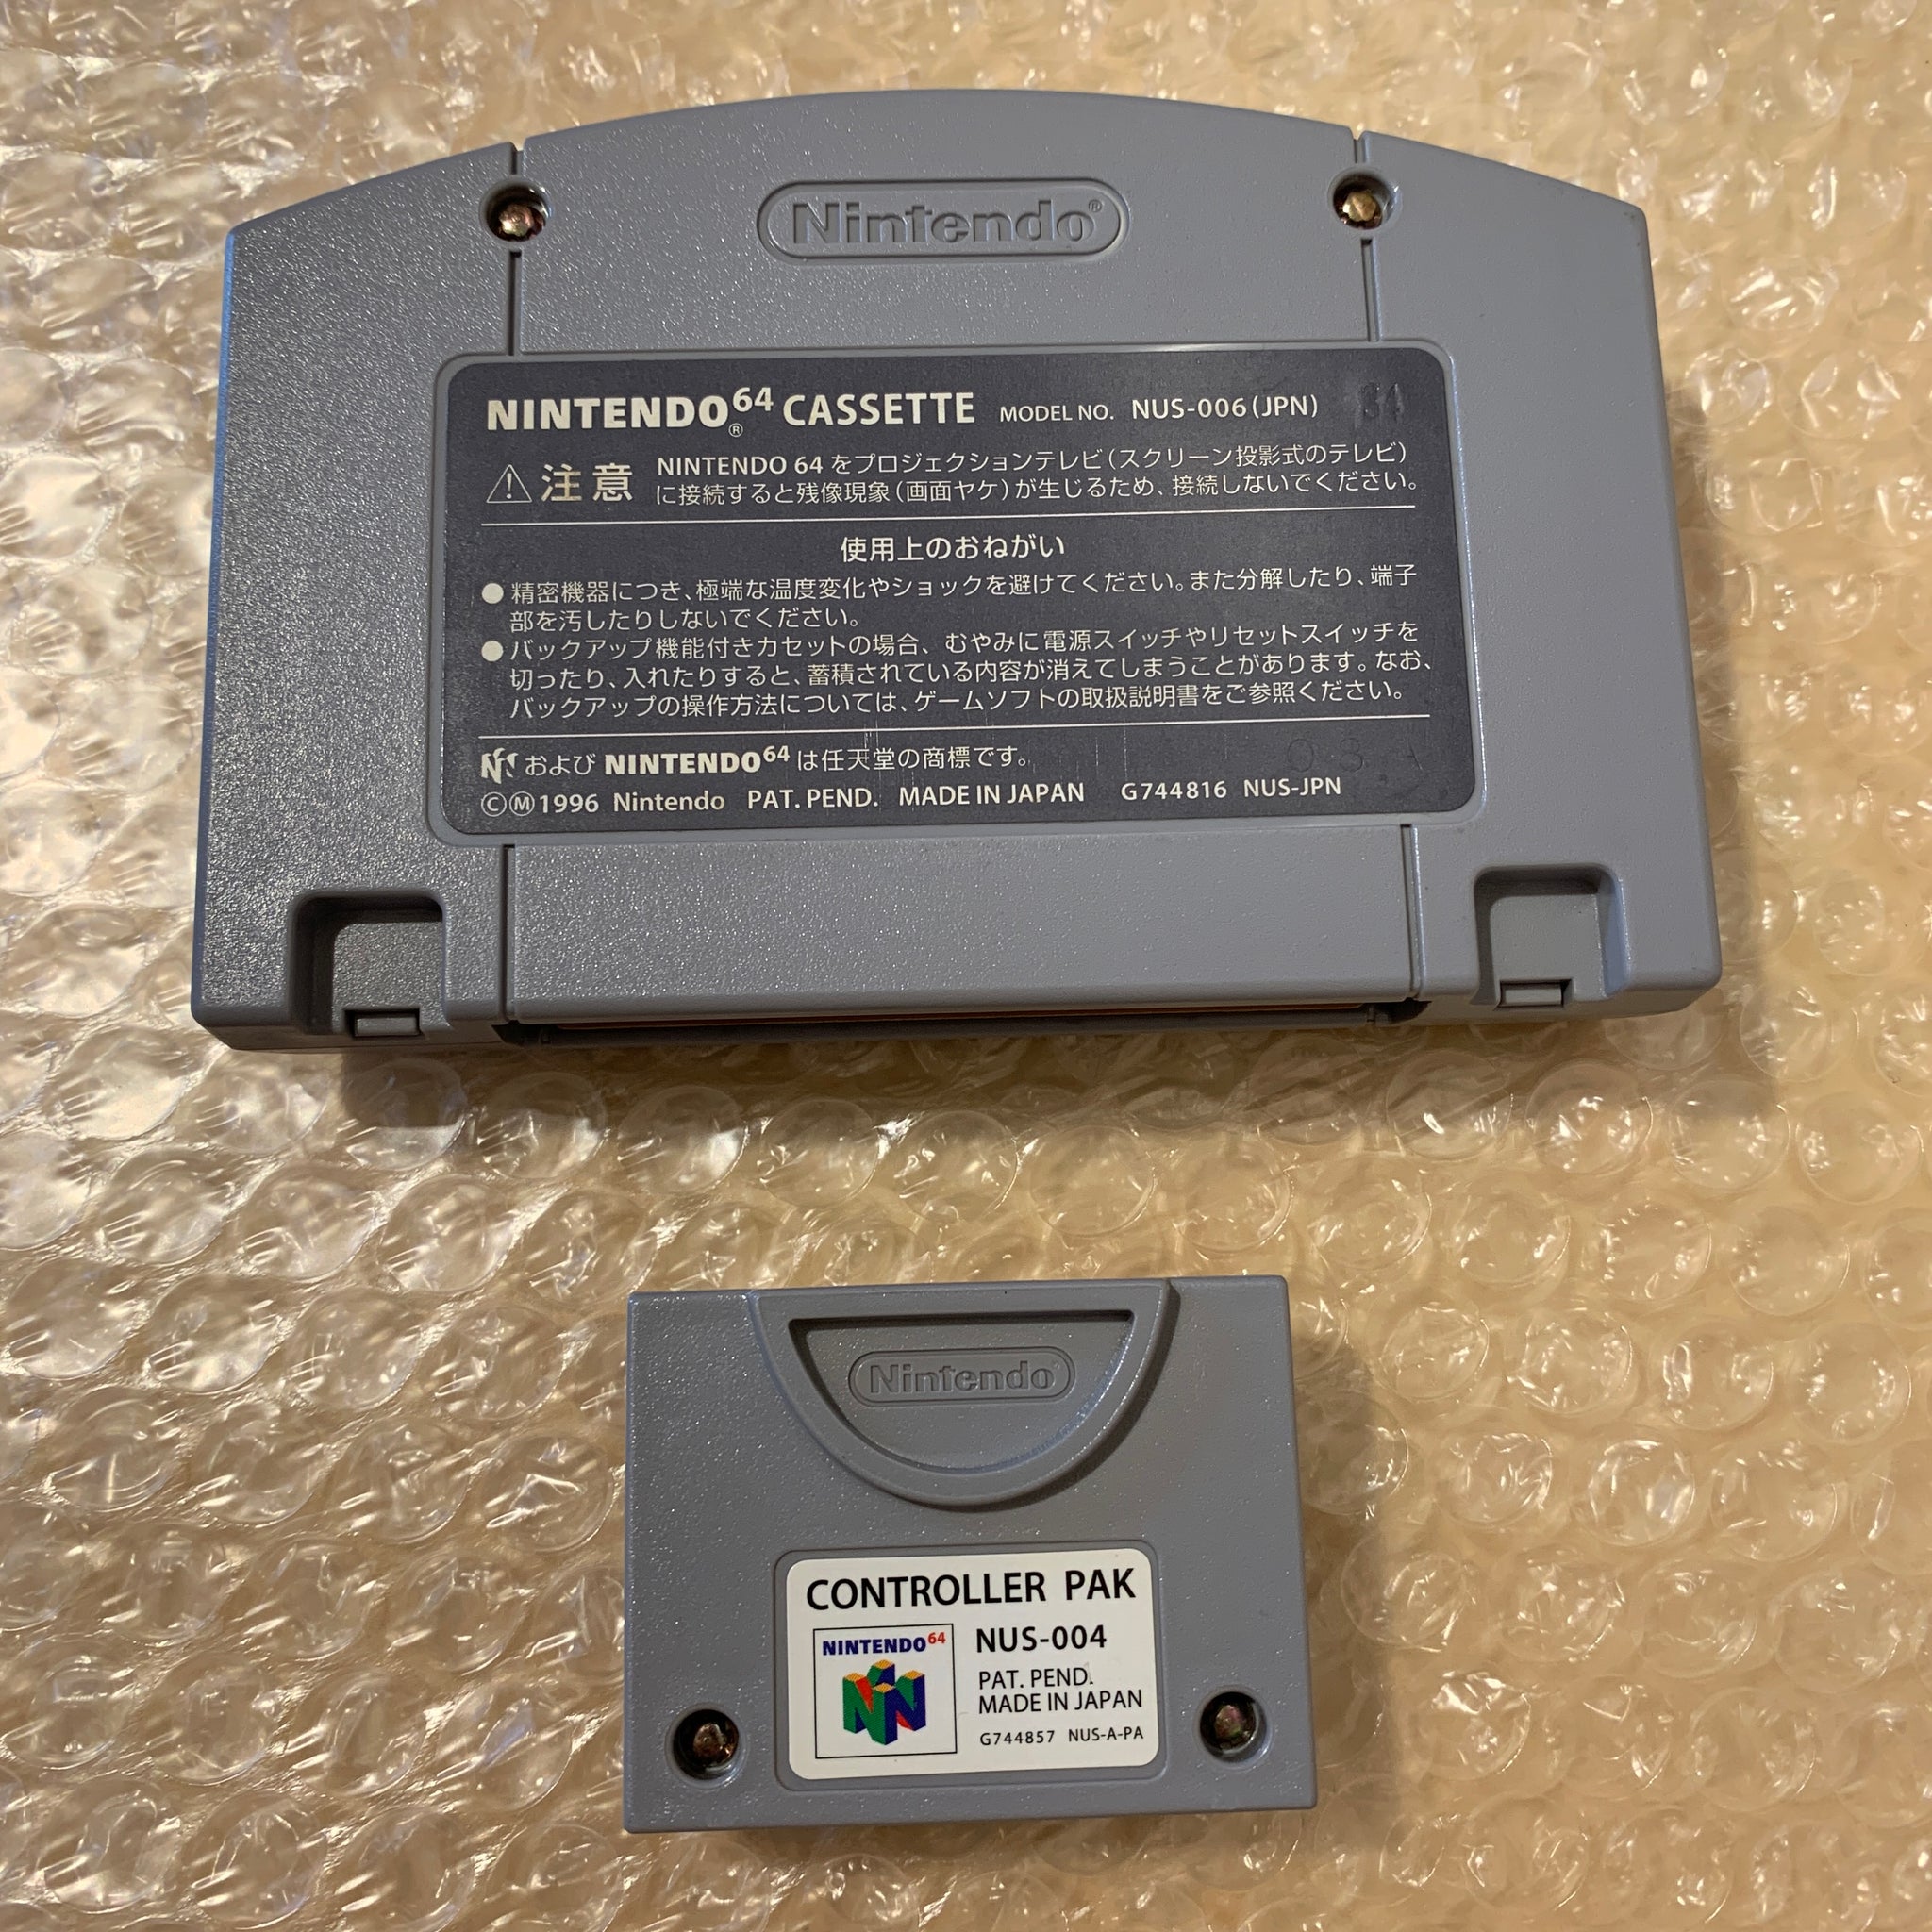 Nintendo®
NINTENDO64® CASSETTE MODEL NO. NUS-006(JPN)
⚠注意 NINTENDO 64 をプロジェクションテレビ(スクリーン投影式のテレビ)
に接続すると残像現象(画面ヤケ)が生じるため、接続しないでください。
使用上のおねがい
●精密機器につき、極端な温度変化やショックを避けてください。また分解したり、端子
部を汚したりしないでください。
●バックアップ機能付きカセットの場合、むやみに電源スイッチやリセットスイッチを
切ったり、入れたりすると、蓄積されている内容が消えてしまうことがあります。なお、
バックアップの操作方法については、ゲームソフトの取扱説明書をご参照ください。
および NINTENDO64 は任天堂の商標です。
©Ⓜ1996 Nintendo PAT. PEND. MADE IN JAPAN G744816 NUS-JPN
Nintendo
CONTROLLER PAK
NINTENDO64
NUS-004
PAT. PEND.
MADE IN JAPAN
G744857 NUS-A-PA